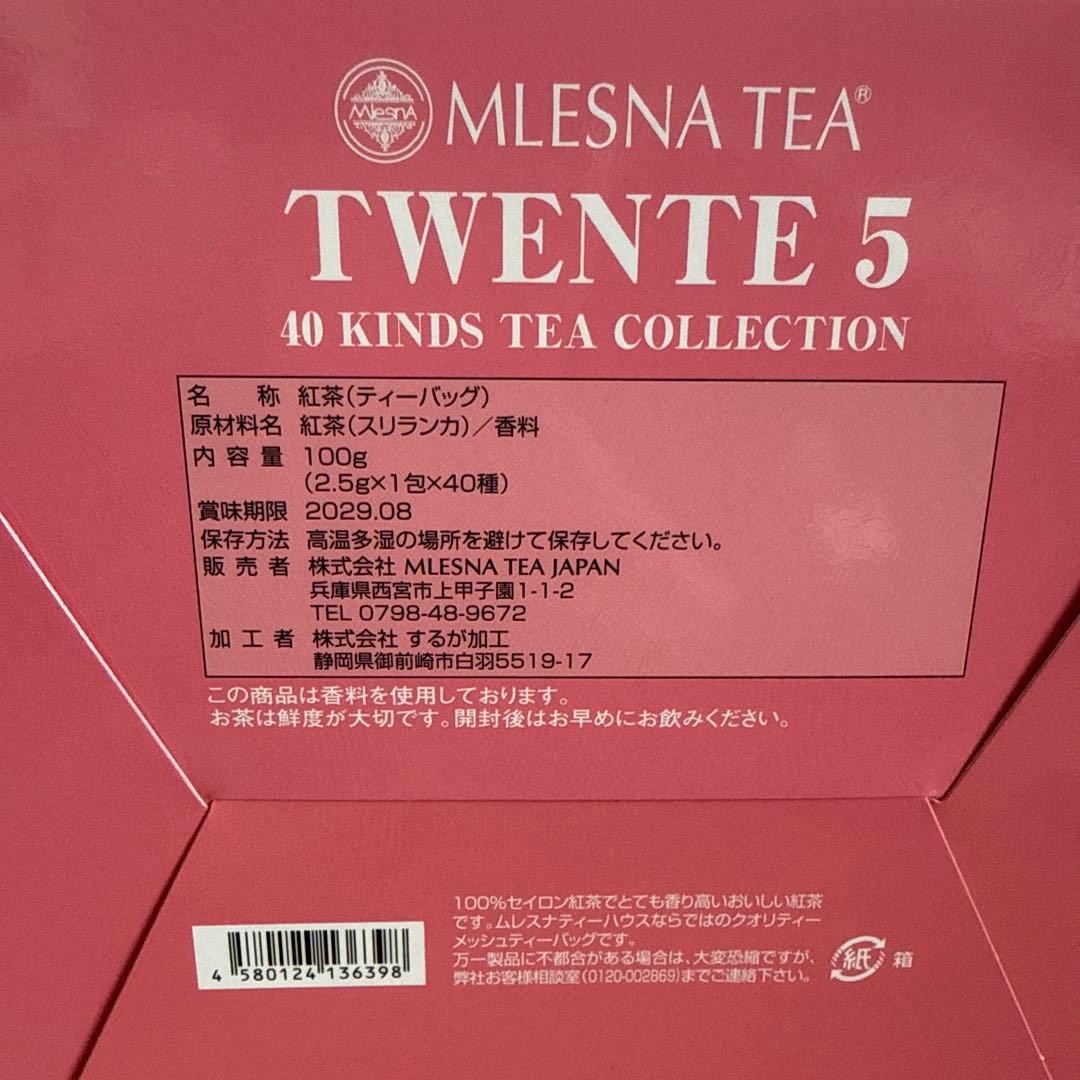 MlesnA
MLESNA TEA®
TWENTE 5
40 KINDS TEA COLLECTION
名 称 紅茶(ティーバッグ)
原材料名 紅茶(スリランカ)/香料
内容量 100g
(2.5g×1包×40種)
賞味期限 2029.08
保存方法 高温多湿の場所を避けて保存してください。
販売者 株式会社 MLESNA TEA JAPAN
兵庫県西宮市上甲子園1-1-2
TEL 0798-48-9672
加工者 株式会社 するが加工
静岡県御前崎市白羽5519-17
この商品は香料を使用しております。
お茶は鮮度が大切です。開封後はお早めにお飲みください。
100%セイロン紅茶でとても香り高いおいしい紅茶
です。ムレスナティーハウスならではのクオリティー
メッシュティーバッグです。
万一製品に不都合がある場合は、大変恐縮ですが、
弊社お客様相談室(0120-002869)までご連絡下さい。
紙 箱
4 580124 136398